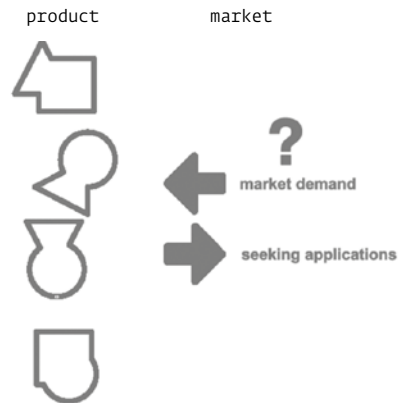 product market
?
market demand
seeking applications